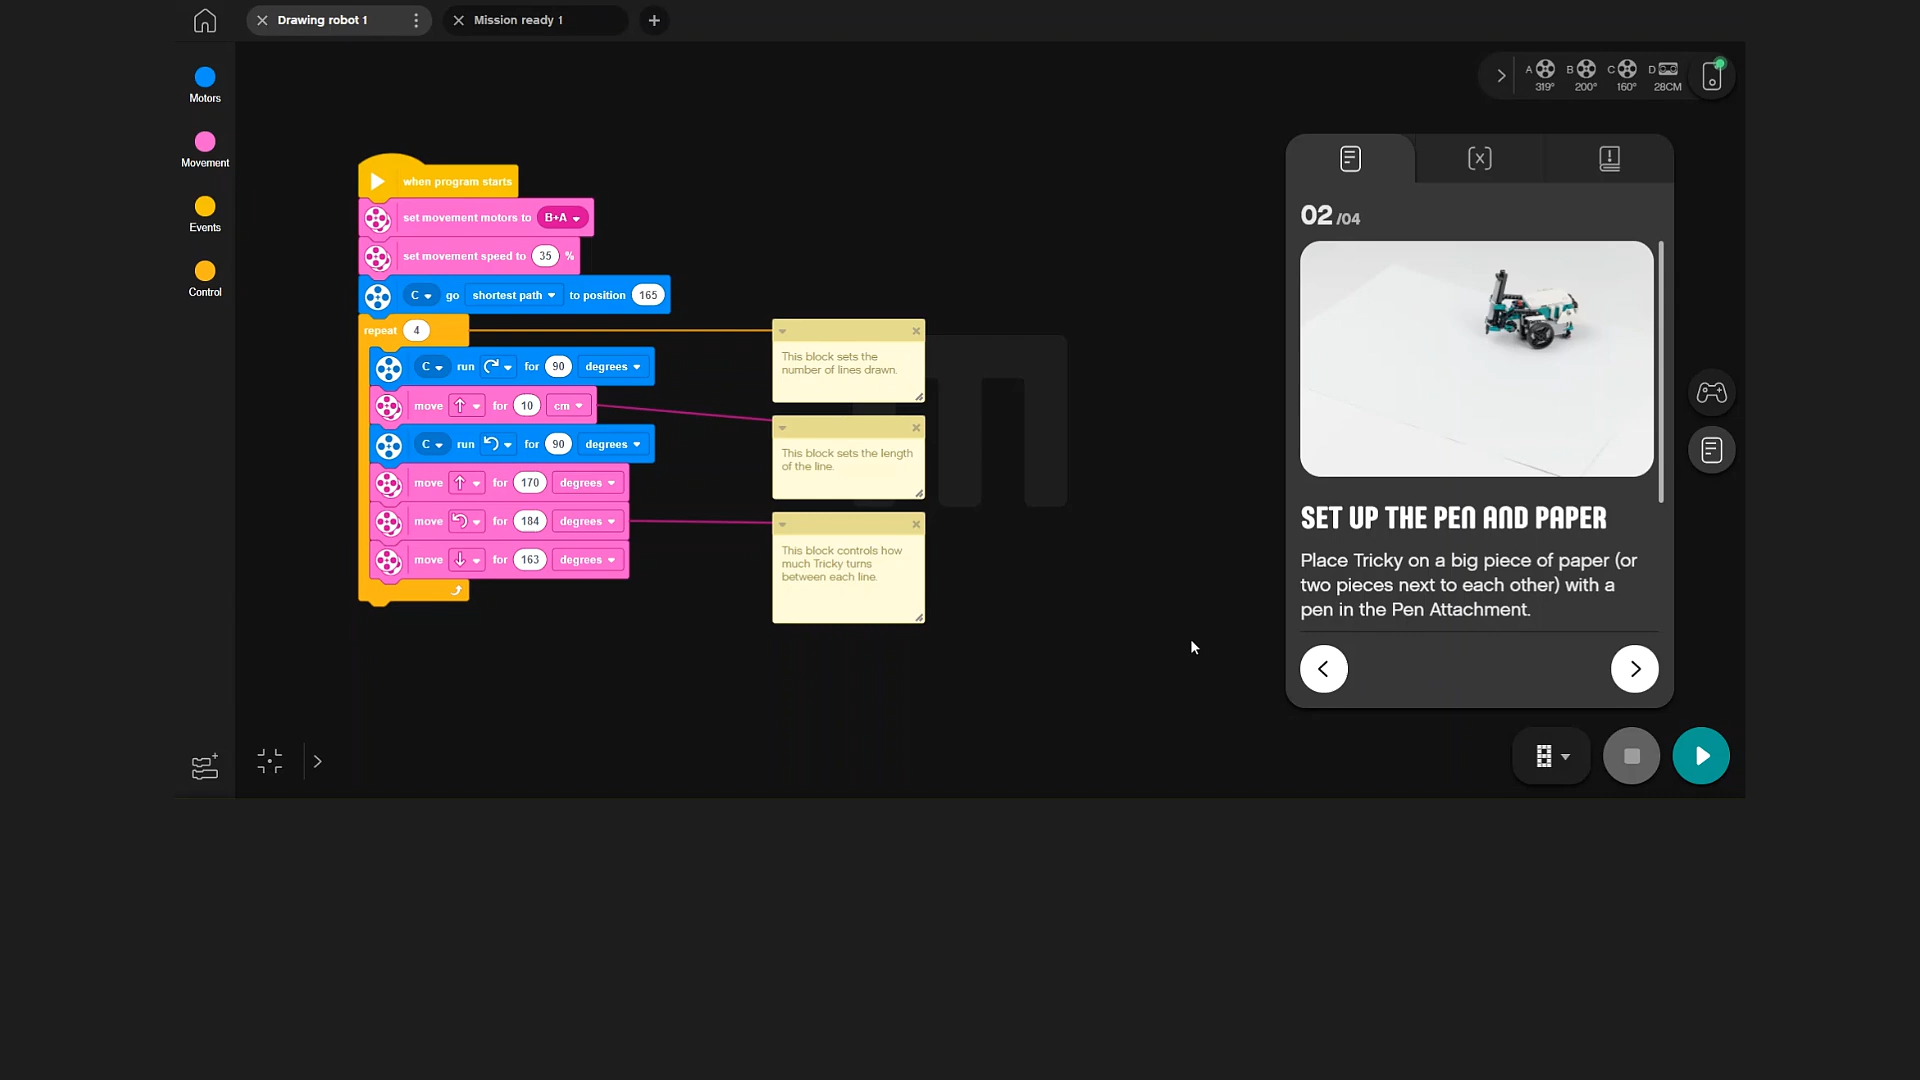 Drawing robot 1
Mission ready 1
Motors
Movement
Events
Control
A
319°
B
200°
C
160°
D
28CM
when program starts
set movement motors to B+A
set movement speed to 35 %
C go shortest path to position 165
repeat 4
C run for 90 degrees
move for 10 cm
C run for 90 degrees
move for 170 degrees
move for 184 degrees
move for 163 degrees
This block sets the
number of lines drawn.
This block sets the length
of the line.
This block controls how
much Tricky turns
between each line.
02 /04
SET UP THE PEN AND PAPER
Place Tricky on a big piece of paper (or
two pieces next to each other) with a
pen in the Pen Attachment.